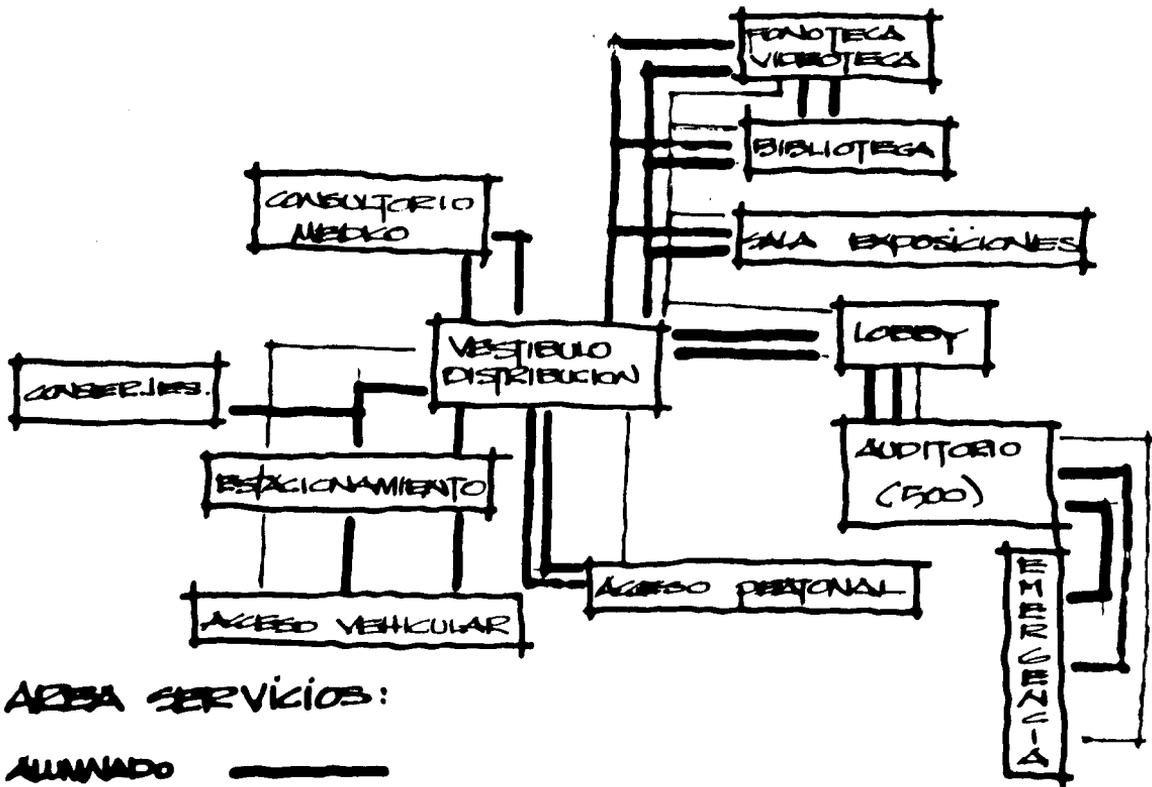 FONOTECA
VIDEOTECA
BIBLIOTECA
CONSULTORIO
MEDICO
SALA EXPOSICIONES
LOBBY
VESTIBULO
DISTRIBUCION
CONSERJES.
AUDITORIO
(500)
ESTACIONAMIENTO
ACCESO PEATONAL
EMERGENCIA
ACCESO VEHICULAR
AREA SERVICIOS:
ALUMNADO